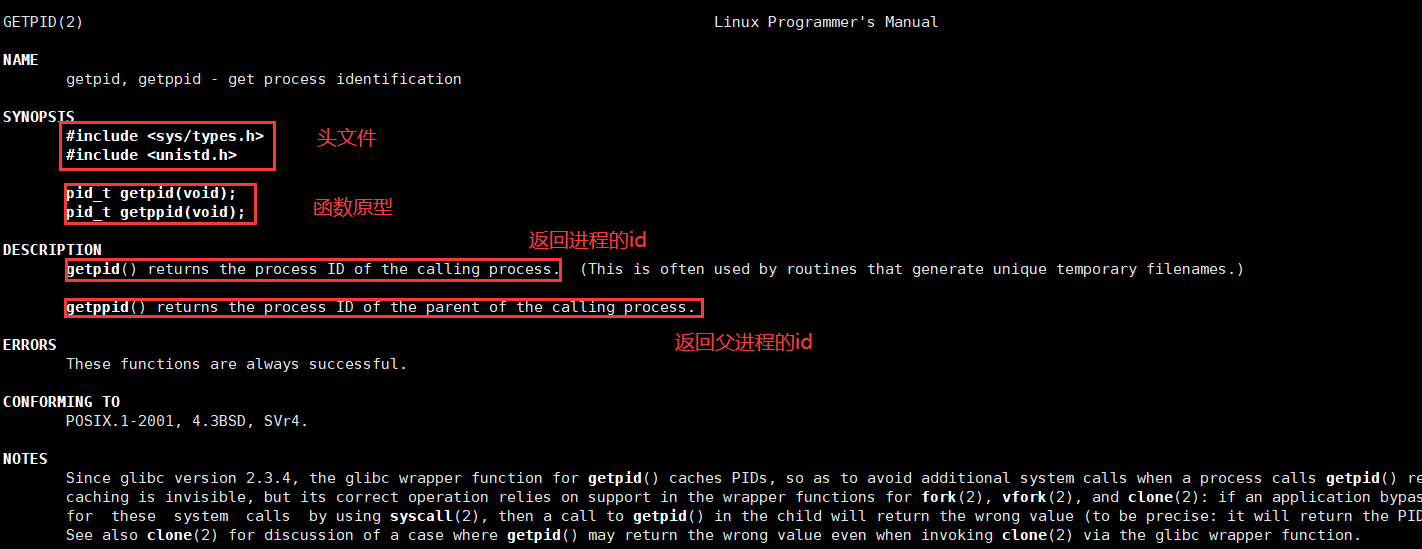 GETPID(2) Linux Programmer's Manual
NAME
getpid, getppid - get process identification
SYNOPSIS
#include <sys/types.h> 头文件
#include <unistd.h>
pid_t getpid(void);
pid_t getppid(void); 函数原型
返回进程的id
DESCRIPTION
getpid() returns the process ID of the calling process. (This is often used by routines that generate unique temporary filenames.)
getppid() returns the process ID of the parent of the calling process.
返回父进程的id
ERRORS
These functions are always successful.
CONFORMING TO
POSIX.1-2001, 4.3BSD, SVr4.
NOTES
Since glibc version 2.3.4, the glibc wrapper function for getpid() caches PIDs, so as to avoid additional system calls when a process calls getpid() re
caching is invisible, but its correct operation relies on support in the wrapper functions for fork(2), vfork(2), and clone(2): if an application bypas
for these system calls by using syscall(2), then a call to getpid() in the child will return the wrong value (to be precise: it will return the PID
See also clone(2) for discussion of a case where getpid() may return the wrong value even when invoking clone(2) via the glibc wrapper function.